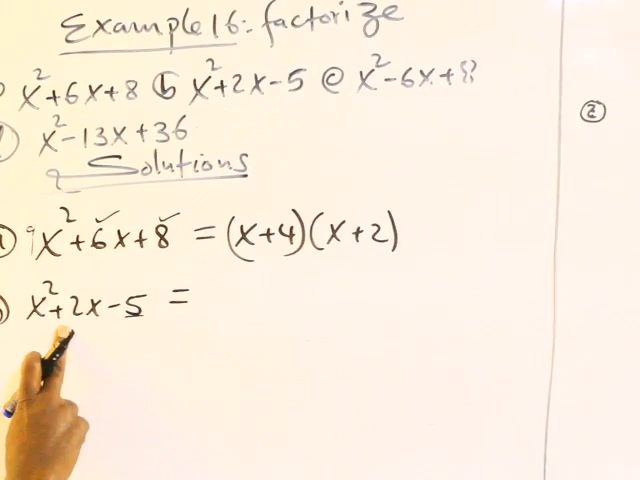 Example 16: factorize
x²+6x+8 ⓑ x²+2x-5 ⓒ x²-6x+8
x²-13x+36
Solutions
x²+6x+8 = (x+4)(x+2)
x²+2x-5 =
②